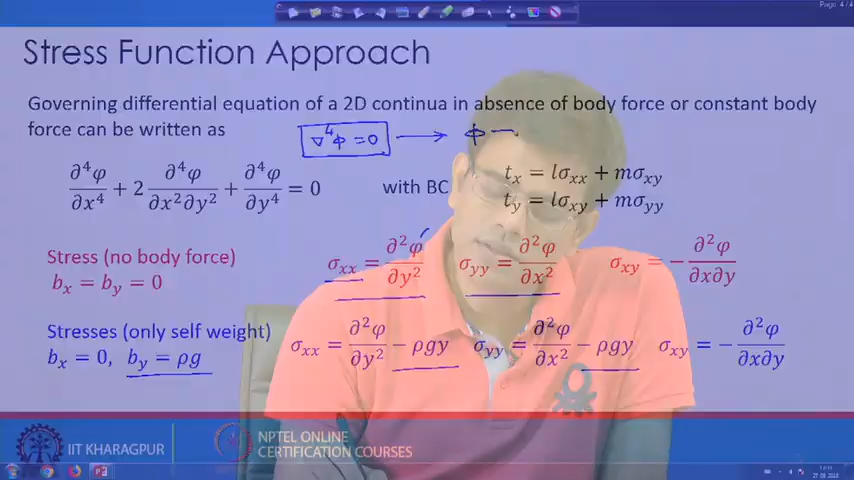 Page 4 / 4
Stress Function Approach
Governing differential equation of a 2D continua in absence of body force or constant body
force can be written as
∇⁴φ = 0 → φ —
∂⁴φ/∂x⁴ + 2 ∂⁴φ/∂x²∂y² + ∂⁴φ/∂y⁴ = 0 with BC
t_x = lσ_xx + mσ_xy
t_y = lσ_xy + mσ_yy
Stress (no body force)
b_x = b_y = 0
σ_xx = ∂²φ/∂y² σ_yy = ∂²φ/∂x² σ_xy = −∂²φ/∂x∂y
Stresses (only self weight)
b_x = 0, b_y = ρg
σ_xx = ∂²φ/∂y² − ρgy σ_yy = ∂²φ/∂x² − ρgy σ_xy = −∂²φ/∂x∂y
IIT KHARAGPUR
NPTEL ONLINE
CERTIFICATION COURSES